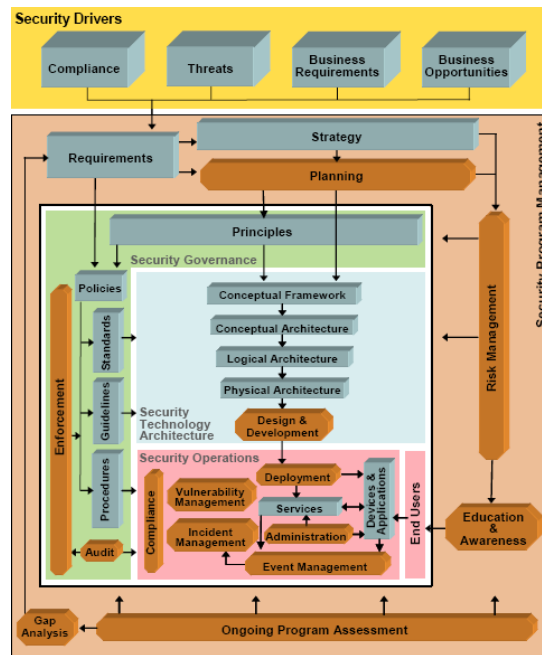 Security Drivers
Compliance
Threats
Business
Requirements
Business
Opportunities
Security Program Management
Requirements
Strategy
Planning
Principles
Security Governance
Policies
Standards
Guidelines
Procedures
Enforcement
Audit
Conceptual Framework
Conceptual Architecture
Logical Architecture
Physical Architecture
Design &
Development
Security
Technology
Architecture
Risk Management
Security Operations
Compliance
Deployment
Vulnerability
Management
Services
Devices &
Applications
Incident
Management
Administration
Event Management
End Users
Education
&
Awareness
Gap
Analysis
Ongoing Program Assessment